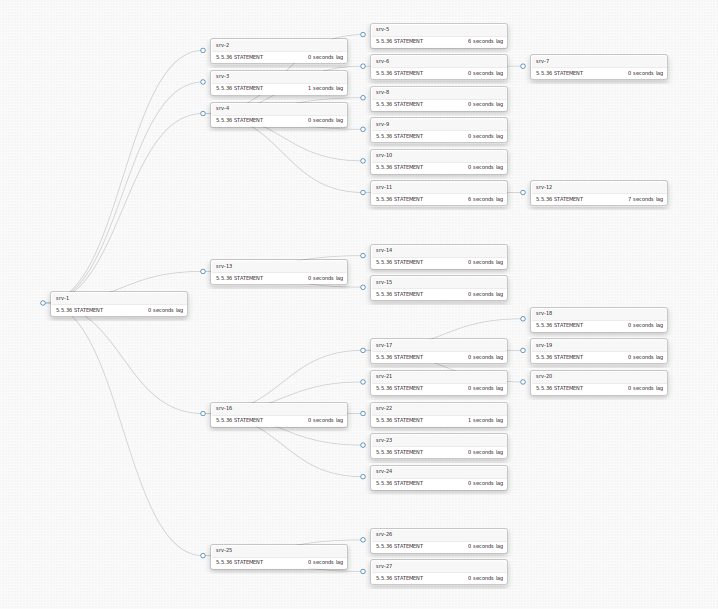 srv-1
5.5.36 STATEMENT 0 seconds lag
srv-2
5.5.36 STATEMENT 0 seconds lag
srv-3
5.5.36 STATEMENT 1 seconds lag
srv-4
5.5.36 STATEMENT 0 seconds lag
srv-5
5.5.36 STATEMENT 6 seconds lag
srv-6
5.5.36 STATEMENT 0 seconds lag
srv-7
5.5.36 STATEMENT 0 seconds lag
srv-8
5.5.36 STATEMENT 0 seconds lag
srv-9
5.5.36 STATEMENT 0 seconds lag
srv-10
5.5.36 STATEMENT 0 seconds lag
srv-11
5.5.36 STATEMENT 6 seconds lag
srv-12
5.5.36 STATEMENT 7 seconds lag
srv-13
5.5.36 STATEMENT 0 seconds lag
srv-14
5.5.36 STATEMENT 0 seconds lag
srv-15
5.5.36 STATEMENT 0 seconds lag
srv-16
5.5.36 STATEMENT 0 seconds lag
srv-17
5.5.36 STATEMENT 0 seconds lag
srv-18
5.5.36 STATEMENT 0 seconds lag
srv-19
5.5.36 STATEMENT 0 seconds lag
srv-20
5.5.36 STATEMENT 0 seconds lag
srv-21
5.5.36 STATEMENT 0 seconds lag
srv-22
5.5.36 STATEMENT 1 seconds lag
srv-23
5.5.36 STATEMENT 0 seconds lag
srv-24
5.5.36 STATEMENT 0 seconds lag
srv-25
5.5.36 STATEMENT 0 seconds lag
srv-26
5.5.36 STATEMENT 0 seconds lag
srv-27
5.5.36 STATEMENT 0 seconds lag